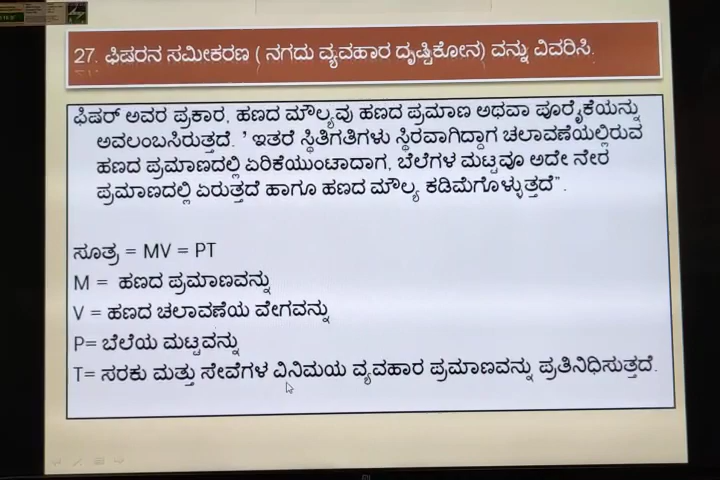 27. ಫಿಷರನ ಸಮೀಕರಣ ( ನಗದು ವ್ಯವಹಾರ ದೃಷ್ಟಿಕೋನ) ವನ್ನು ವಿವರಿಸಿ.
ಫಿಷರ್ ಅವರ ಪ್ರಕಾರ, ಹಣದ ಮೌಲ್ಯವು ಹಣದ ಪ್ರಮಾಣ ಅಥವಾ ಪೂರೈಕೆಯನ್ನು
ಅವಲಂಬಸಿರುತ್ತದೆ. ' ಇತರೆ ಸ್ಥಿತಿಗತಿಗಳು ಸ್ಥಿರವಾಗಿದ್ದಾಗ ಚಲಾವಣೆಯಲ್ಲಿರುವ
ಹಣದ ಪ್ರಮಾಣದಲ್ಲಿ ಏರಿಕೆಯುಂಟಾದಾಗ, ಬೆಲೆಗಳ ಮಟ್ಟವೂ ಅದೇ ನೇರ
ಪ್ರಮಾಣದಲ್ಲಿ ಏರುತ್ತದೆ ಹಾಗೂ ಹಣದ ಮೌಲ್ಯ ಕಡಿಮೆಗೊಳ್ಳುತ್ತದೆ".
ಸೂತ್ರ = MV = PT
M = ಹಣದ ಪ್ರಮಾಣವನ್ನು
V = ಹಣದ ಚಲಾವಣೆಯ ವೇಗವನ್ನು
P= ಬೆಲೆಯ ಮಟ್ಟವನ್ನು
T= ಸರಕು ಮತ್ತು ಸೇವೆಗಳ ವಿನಿಮಯ ವ್ಯವಹಾರ ಪ್ರಮಾಣವನ್ನು ಪ್ರತಿನಿಧಿಸುತ್ತದೆ.